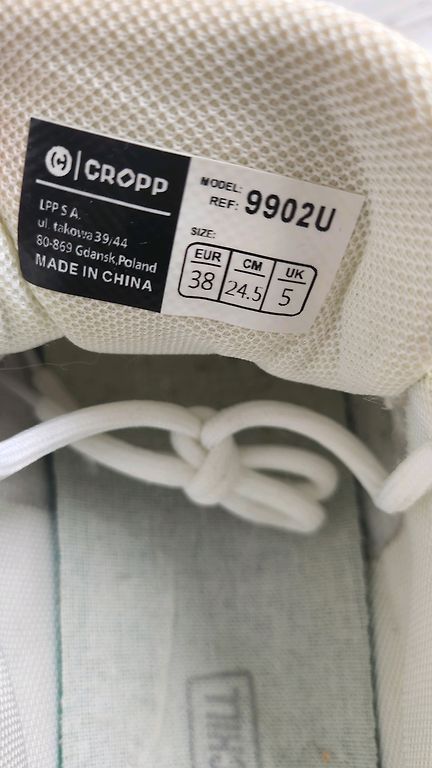 CROPP
LPP S.A.
ul. Łąkowa 39/44
80-869 Gdansk,Poland
MADE IN CHINA
MODEL:
REF: 9902U
SIZE:
EUR CM UK
38 24.5 5
CHILL